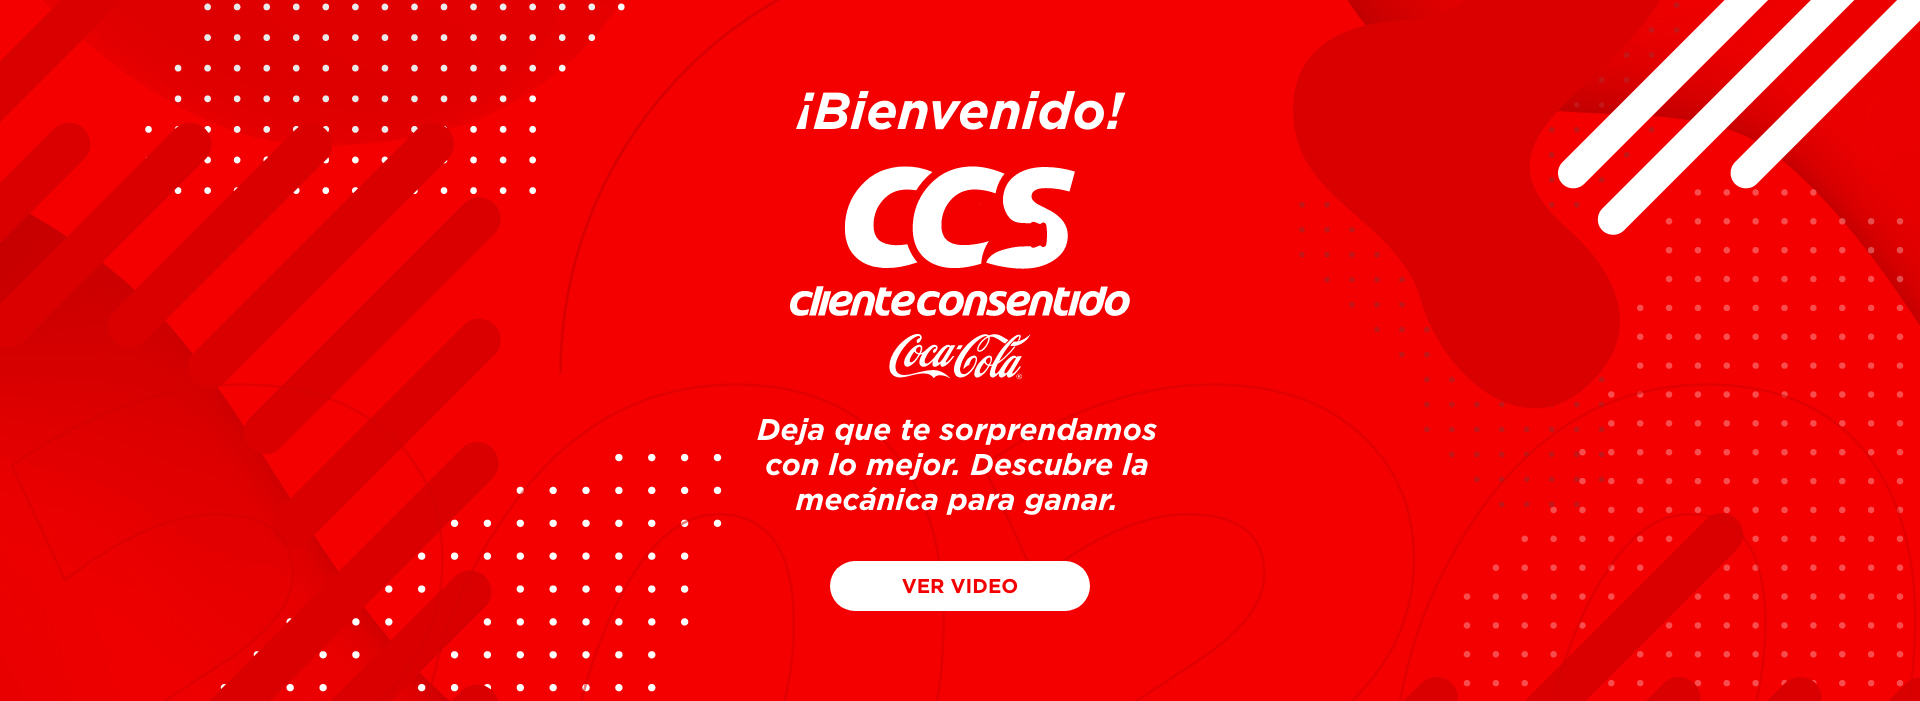 ¡Bienvenido!
CCS
clienteconsentido
Coca-Cola
Deja que te sorprendamos
con lo mejor. Descubre la
mecánica para ganar.
VER VIDEO